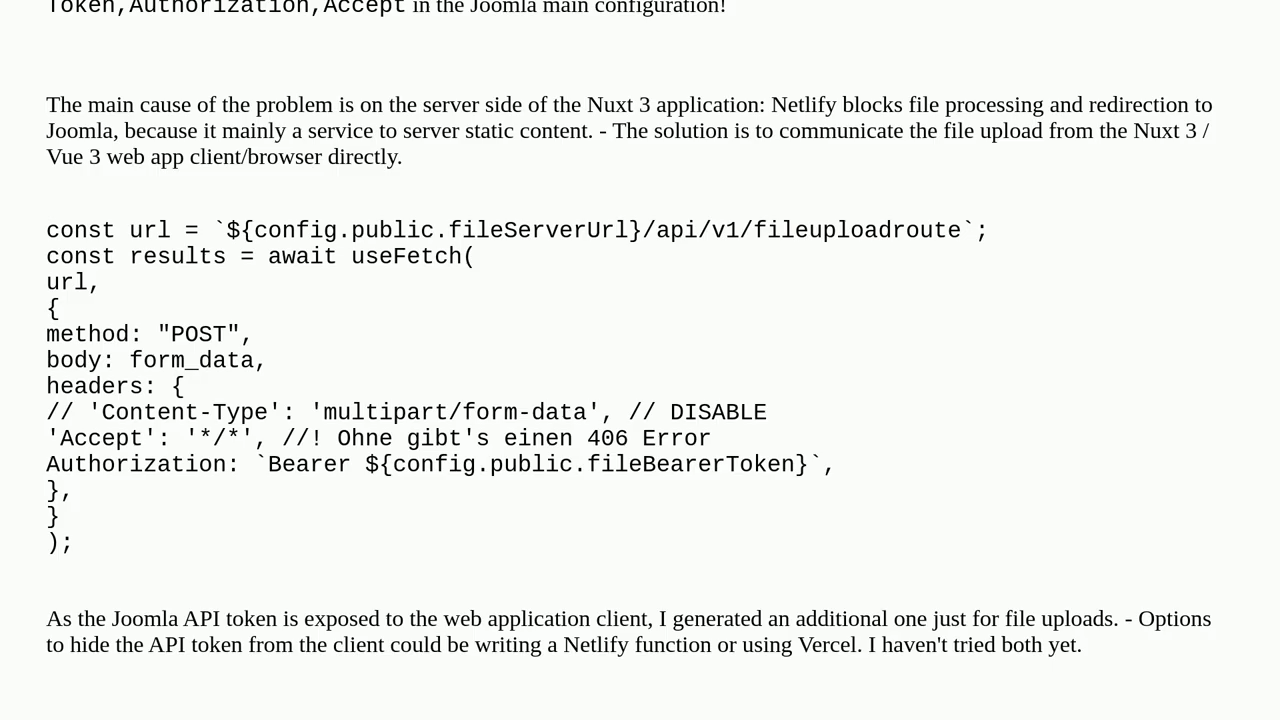 Token,Authorization,Accept in the Joomla main configuration!
The main cause of the problem is on the server side of the Nuxt 3 application: Netlify blocks file processing and redirection to
Joomla, because it mainly a service to server static content. - The solution is to communicate the file upload from the Nuxt 3 /
Vue 3 web app client/browser directly.
const url = `${config.public.fileServerUrl}/api/v1/fileuploadroute`;
const results = await useFetch(
url,
{
method: "POST",
body: form_data,
headers: {
// 'Content-Type': 'multipart/form-data', // DISABLE
'Accept': '*/*', //! Ohne gibt's einen 406 Error
Authorization: `Bearer ${config.public.fileBearerToken}`,
},
}
);
As the Joomla API token is exposed to the web application client, I generated an additional one just for file uploads. - Options
to hide the API token from the client could be writing a Netlify function or using Vercel. I haven't tried both yet.